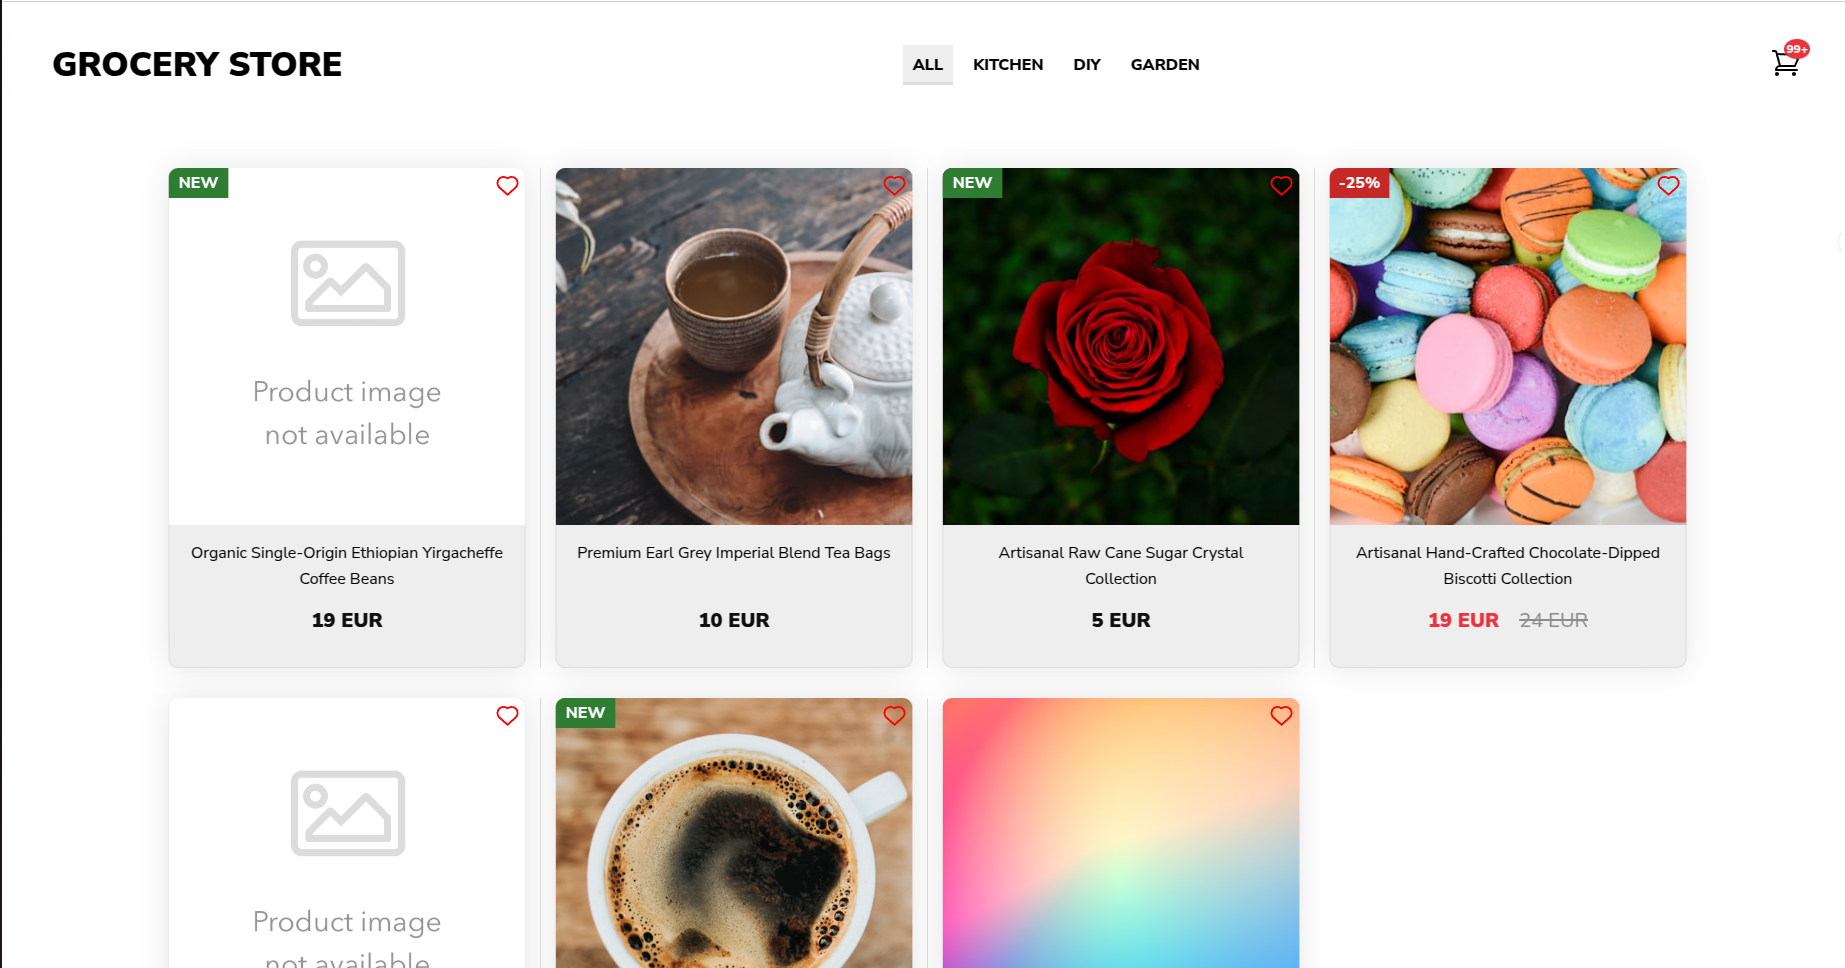 GROCERY STORE
ALL KITCHEN DIY GARDEN
99+
NEW
Product image
not available
Organic Single-Origin Ethiopian Yirgacheffe
Coffee Beans
19 EUR
Premium Earl Grey Imperial Blend Tea Bags
10 EUR
NEW
Artisanal Raw Cane Sugar Crystal
Collection
5 EUR
-25%
Artisanal Hand-Crafted Chocolate-Dipped
Biscotti Collection
19 EUR 24 EUR
Product image
not available
NEW